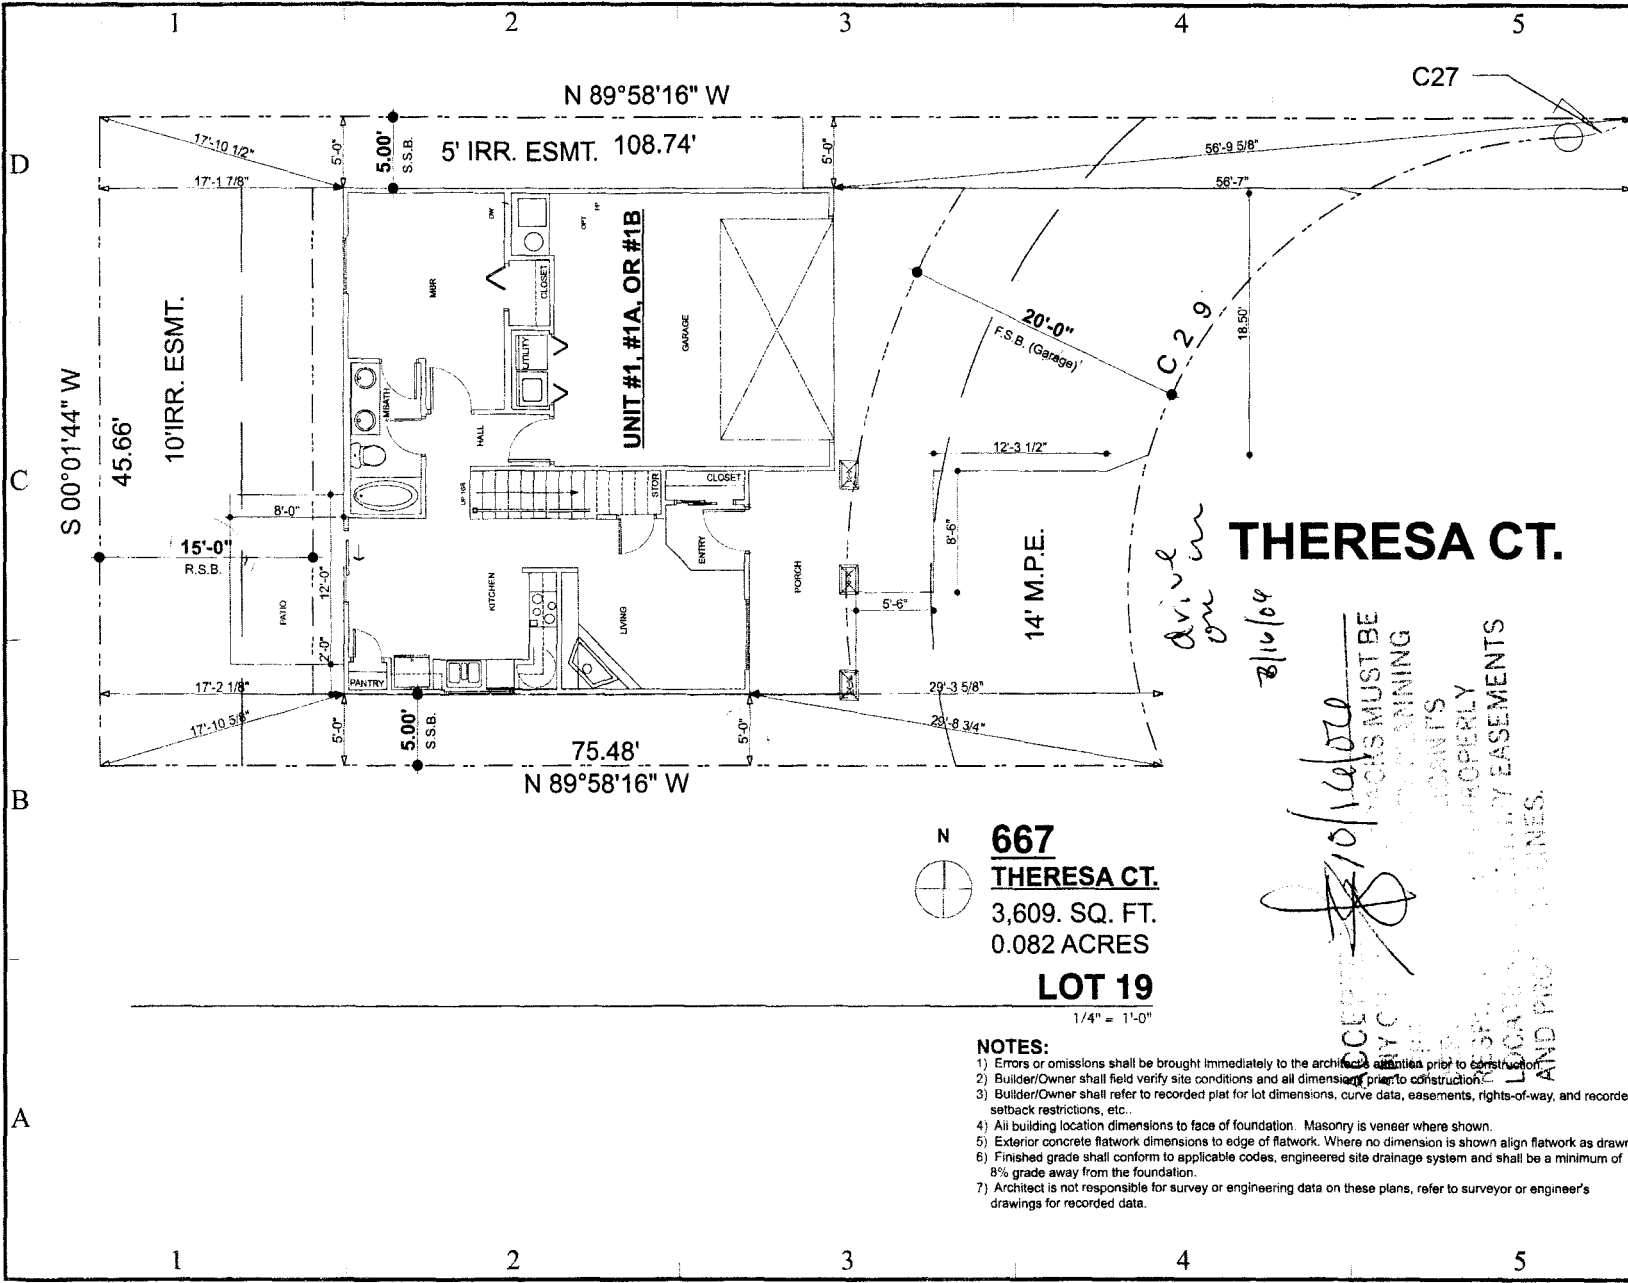 1 2 3 4 5
C27
N 89°58'16" W
5' IRR. ESMT. 108.74'
5.00'
S.S.B.
5'-0"
5'-0"
17'-10 1/2"
17'-1 7/8"
56'-9 5/8"
56'-7"
D
DW
OPT
MBR
CLOSET
UNIT #1, #1A, OR #1B
GARAGE
20'-0"
F.S.B. (Garage)
C 2 9
18.50'
10'IRR. ESMT.
S 00°01'44" W
45.66'
UTILITY
MBATH
HALL
12'-3 1/2"
C
STOR
CLOSET
8'-0"
15'-0"
R.S.B.
12'-0"
PATIO
2'-0"
KITCHEN
LIVING
ENTRY
PORCH
8'-6"
5'-6"
14' M.P.E.
THERESA CT.
drive
on
3/16/04
PANTRY
17'-2 1/8"
17'-10 5/8"
5'-0"
5.00'
S.S.B.
5'-0"
29'-3 5/8"
29'-8 3/4"
75.48'
N 89°58'16" W
B
N
667
THERESA CT.
3,609. SQ. FT.
0.082 ACRES
LOT 19
1/4" = 1'-0"
MUST BE
EASEMENTS
AND
NOTES:
1) Errors or omissions shall be brought immediately to the architect's attention prior to construction.
2) Builder/Owner shall field verify site conditions and all dimensions prior to construction.
3) Builder/Owner shall refer to recorded plat for lot dimensions, curve data, easements, rights-of-way, and recorde
setback restrictions, etc..
4) All building location dimensions to face of foundation. Masonry is veneer where shown.
5) Exterior concrete flatwork dimensions to edge of flatwork. Where no dimension is shown align flatwork as drawn
6) Finished grade shall conform to applicable codes, engineered site drainage system and shall be a minimum of
8% grade away from the foundation.
7) Architect is not responsible for survey or engineering data on these plans, refer to surveyor or engineer's
drawings for recorded data.
A
1 2 3 4 5